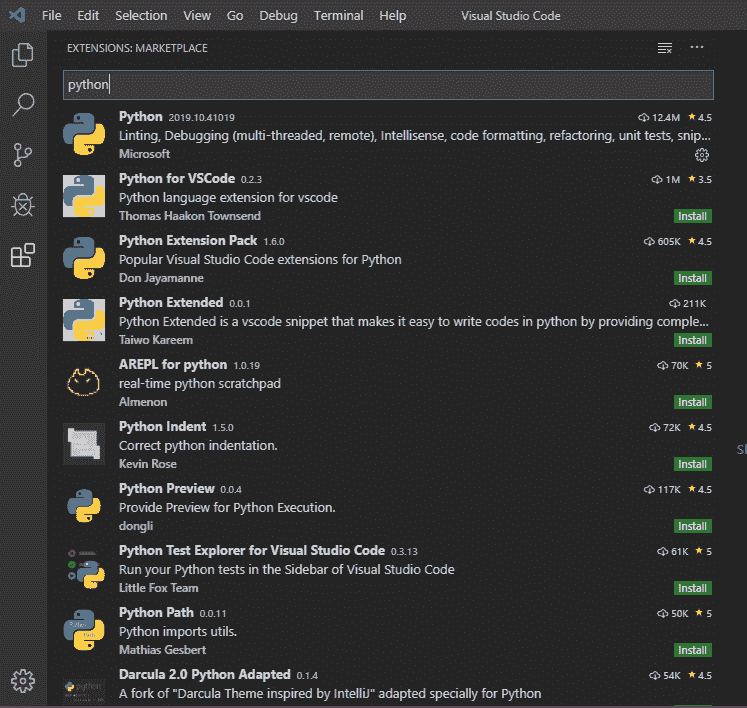 File Edit Selection View Go Debug Terminal Help Visual Studio Code
EXTENSIONS: MARKETPLACE
python
Python 2019.10.41019 12.4M ★ 4.5
Linting, Debugging (multi-threaded, remote), Intellisense, code formatting, refactoring, unit tests, snip...
Microsoft
Python for VSCode 0.2.3 1M ★ 3.5
Python language extension for vscode
Thomas Haakon Townsend Install
Python Extension Pack 1.6.0 605K ★ 4.5
Popular Visual Studio Code extensions for Python
Don Jayamanne Install
Python Extended 0.0.1 211K
Python Extended is a vscode snippet that makes it easy to write codes in python by providing comple...
Taiwo Kareem Install
AREPL for python 1.0.19 70K ★ 5
real-time python scratchpad
Almenon Install
Python Indent 1.5.0 72K ★ 4.5
Correct python indentation.
Kevin Rose Install
Python Preview 0.0.4 117K ★ 4.5
Provide Preview for Python Execution.
dongli Install
Python Test Explorer for Visual Studio Code 0.3.13 61K ★ 5
Run your Python tests in the Sidebar of Visual Studio Code
Little Fox Team Install
Python Path 0.0.11 50K ★ 5
Python imports utils.
Mathias Gesbert Install
Darcula 2.0 Python Adapted 0.1.4 54K ★ 4.5
A fork of "Darcula Theme inspired by IntelliJ" adapted specially for Python